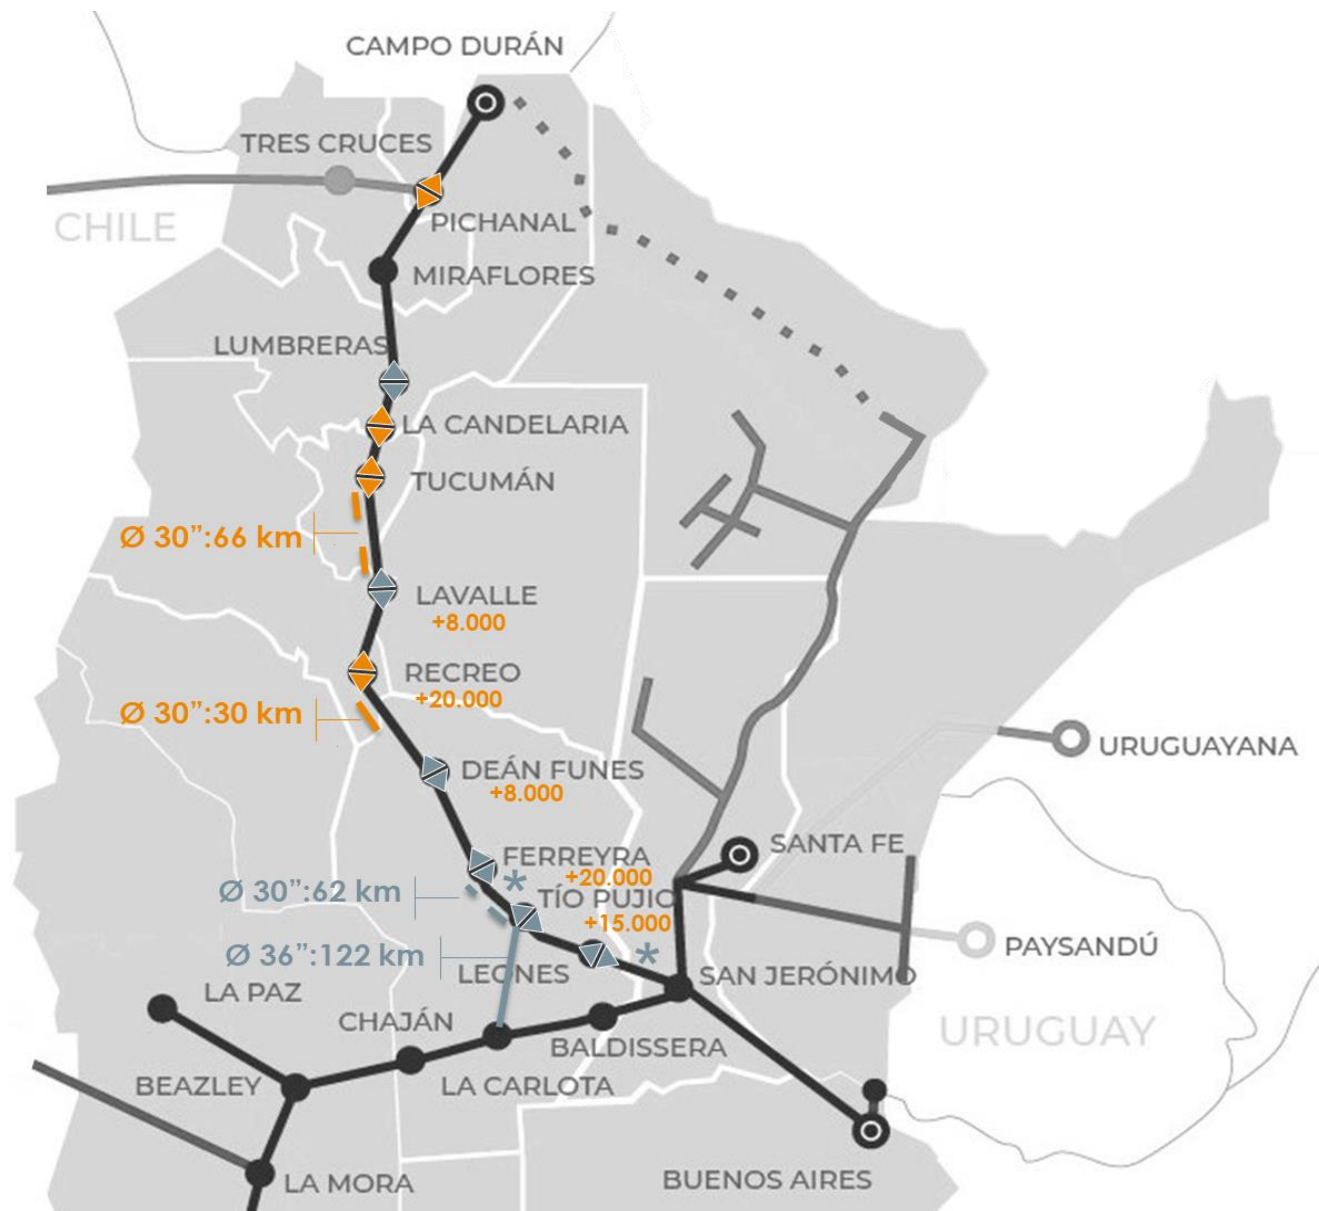 CAMPO DURÁN
TRES CRUCES
CHILE
PICHANAL
MIRAFLORES
LUMBRERAS
LA CANDELARIA
TUCUMÁN
Ø 30”:66 km
LAVALLE
+8.000
RECREO
+20.000
Ø 30”:30 km
URUGUAYANA
DEÁN FUNES
+8.000
SANTA FE
FERREYRA
+20.000
Ø 30”:62 km
*
TÍO PUJIO
+15.000
PAYSANDÚ
Ø 36”:122 km
*
LEONES
SAN JERÓNIMO
LA PAZ
CHAJÁN
URUGUAY
BALDISSERA
BEAZLEY
LA CARLOTA
LA MORA
BUENOS AIRES